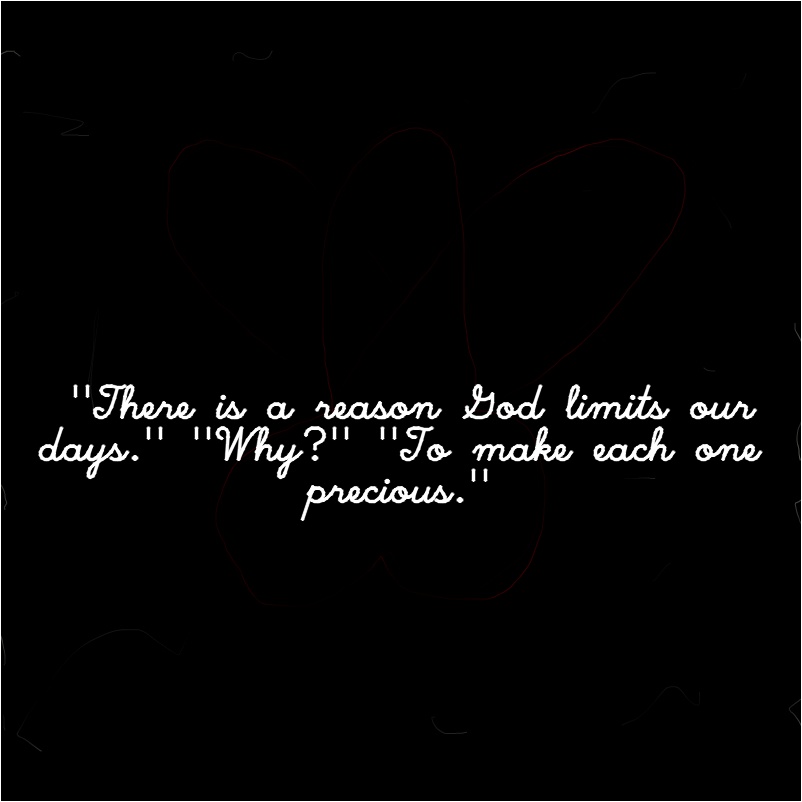 "There is a reason God limits our
days." "Why?" "To make each one
precious."